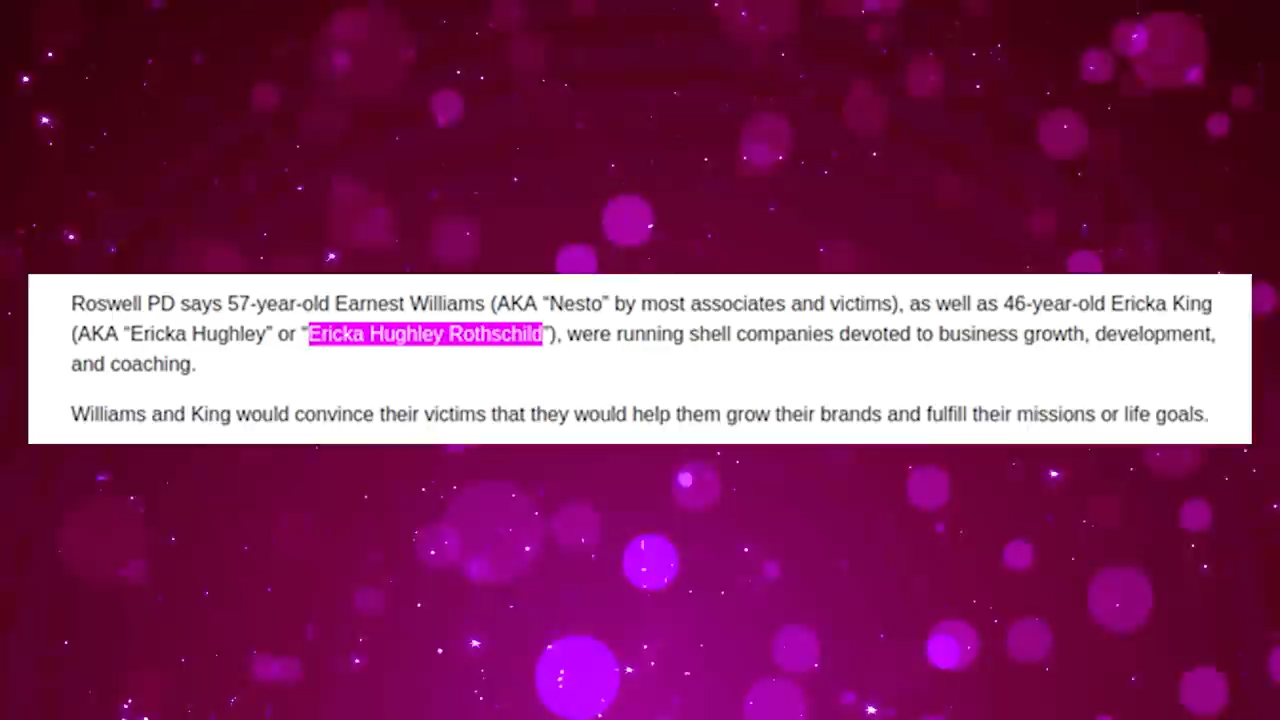 Roswell PD says 57-year-old Earnest Williams (AKA “Nesto” by most associates and victims), as well as 46-year-old Ericka King
(AKA “Ericka Hughley” or “Ericka Hughley Rothschild”), were running shell companies devoted to business growth, development,
and coaching.
Williams and King would convince their victims that they would help them grow their brands and fulfill their missions or life goals.